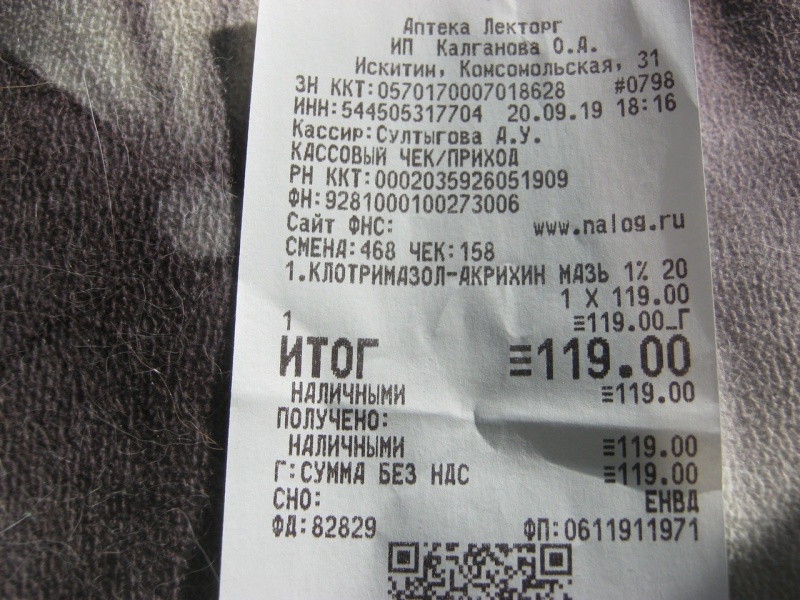 Аптека Лекторг
ИП Калганова О.А.
Искитим, Комсомольская, 31
ЗН ККТ:0570170007018628 #0798
ИНН:544505317704 20.09.19 18:16
Кассир:Султыгова А.У.
КАССОВЫЙ ЧЕК/ПРИХОД
РН ККТ:0002035926051909
ФН:9281000100273006
Сайт ФНС: www.nalog.ru
СМЕНА:468 ЧЕК:158
1.КЛОТРИМАЗОЛ-АКРИХИН МАЗЬ 1% 20
1 X 119.00
1 ≡119.00_Г
ИТОГ ≡119.00
НАЛИЧНЫМИ ≡119.00
ПОЛУЧЕНО:
НАЛИЧНЫМИ ≡119.00
Г:СУММА БЕЗ НДС ≡119.00
СНО: ЕНВД
ФД:82829 ФП:0611911971